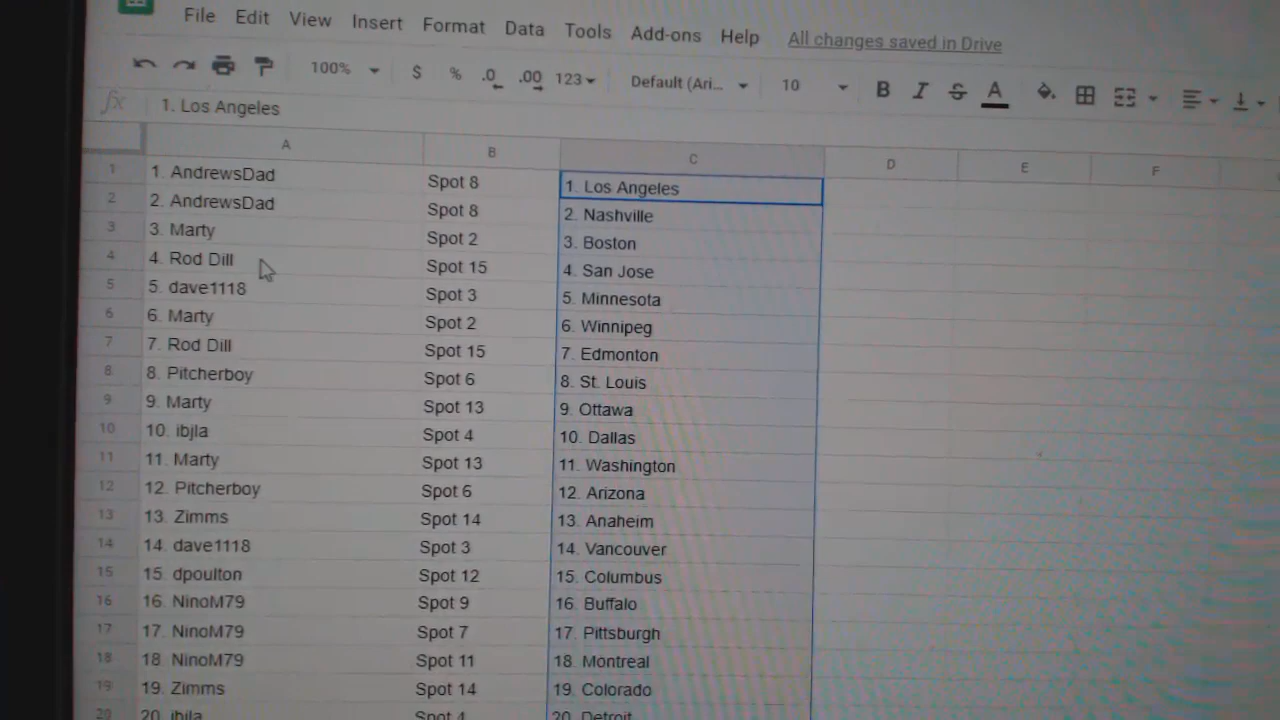 File Edit View Insert Format Data Tools Add-ons Help All changes saved in Drive
100% $ % .0 .00 123 Default (Ari... 10 B I S A
fx 1. Los Angeles
A B C D E F
1 1. AndrewsDad Spot 8 1. Los Angeles
2 2. AndrewsDad Spot 8 2. Nashville
3 3. Marty Spot 2 3. Boston
4 4. Rod Dill Spot 15 4. San Jose
5 5. dave1118 Spot 3 5. Minnesota
6 6. Marty Spot 2 6. Winnipeg
7 7. Rod Dill Spot 15 7. Edmonton
8 8. Pitcherboy Spot 6 8. St. Louis
9 9. Marty Spot 13 9. Ottawa
10 10. ibjla Spot 4 10. Dallas
11 11. Marty Spot 13 11. Washington
12 12. Pitcherboy Spot 6 12. Arizona
13 13. Zimms Spot 14 13. Anaheim
14 14. dave1118 Spot 3 14. Vancouver
15 15. dpoulton Spot 12 15. Columbus
16 16. NinoM79 Spot 9 16. Buffalo
17 17. NinoM79 Spot 7 17. Pittsburgh
18 18. NinoM79 Spot 11 18. Montreal
19 19. Zimms Spot 14 19. Colorado
20 20. ibjla Spot 4 20. Detroit